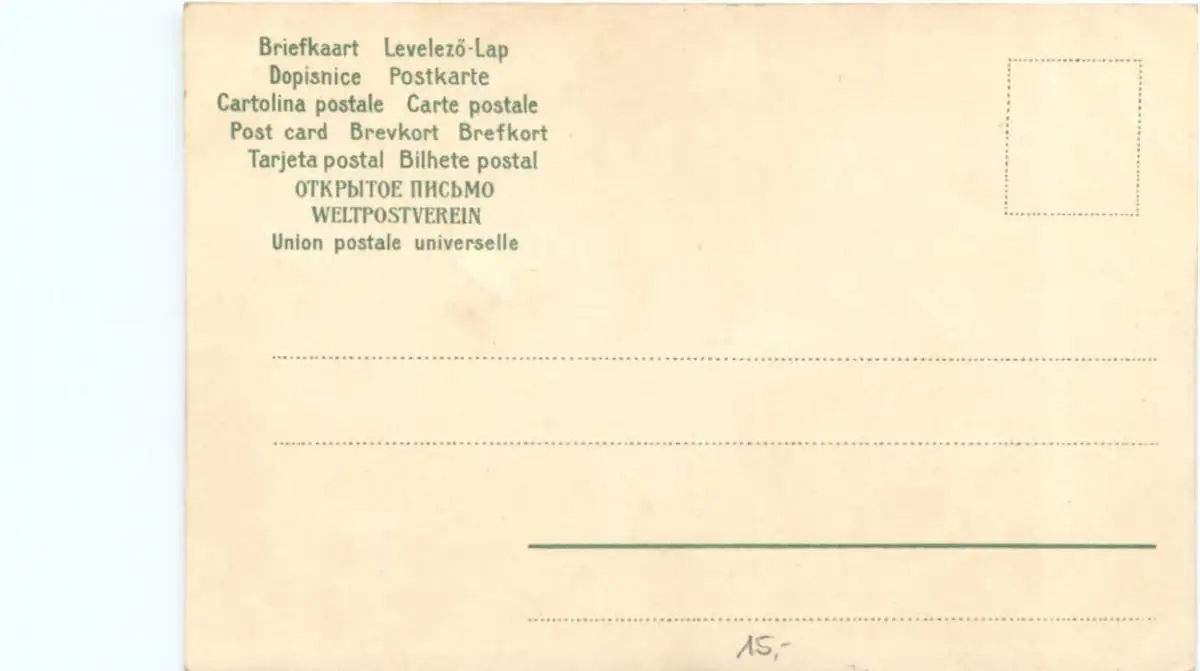 Briefkaart Levelező-Lap
Dopisnice Postkarte
Cartolina postale Carte postale
Post card Brevkort Brefkort
Tarjeta postal Bilhete postal
ОТКРЫТОЕ ПИСЬМО
WELTPOSTVEREIN
Union postale universelle
15,-